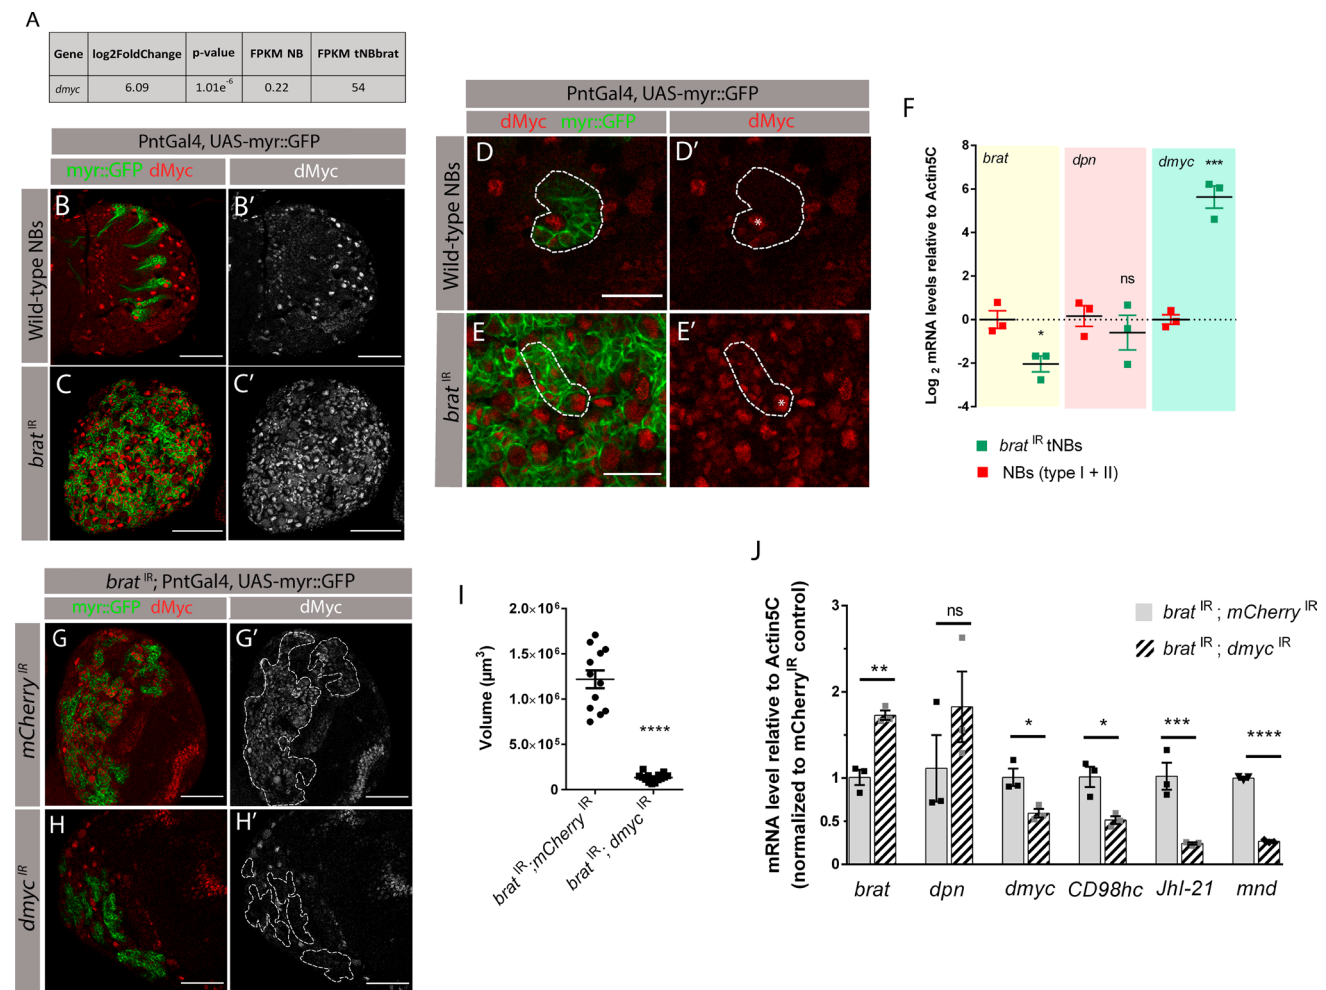 A
Gene log2FoldChange p-value FPKM NB FPKM tNBbrat
dmyc 6.09 1.01e-6 0.22 54
PntGal4, UAS-myr::GFP
myr::GFP dMyc dMyc
Wild-type NBs
B B'
brat IR
C C'
PntGal4, UAS-myr::GFP
dMyc myr::GFP dMyc
Wild-type NBs
D D'
*
brat IR
E E'
*
F
Log 2 mRNA levels relative to Actin5C
8
6
4
2
0
-2
-4
brat dpn dmyc
* ns ***
brat IR tNBs
NBs (type I + II)
brat IR; PntGal4, UAS-myr::GFP
myr::GFP dMyc dMyc
mCherry IR
G G'
dmyc IR
H H'
I
Volume (µm3)
2.0×10^6
1.5×10^6
1.0×10^6
5.0×10^5
0
****
brat IR;mCherry IR
brat IR; dmyc IR
J
mRNA level relative to Actin5C
(normalized to mCherryIR control)
3
2
1
0.5
0
** ns * * *** ****
brat dpn dmyc CD98hc Jhl-21 mnd
brat IR ; mCherry IR
brat IR ; dmyc IR